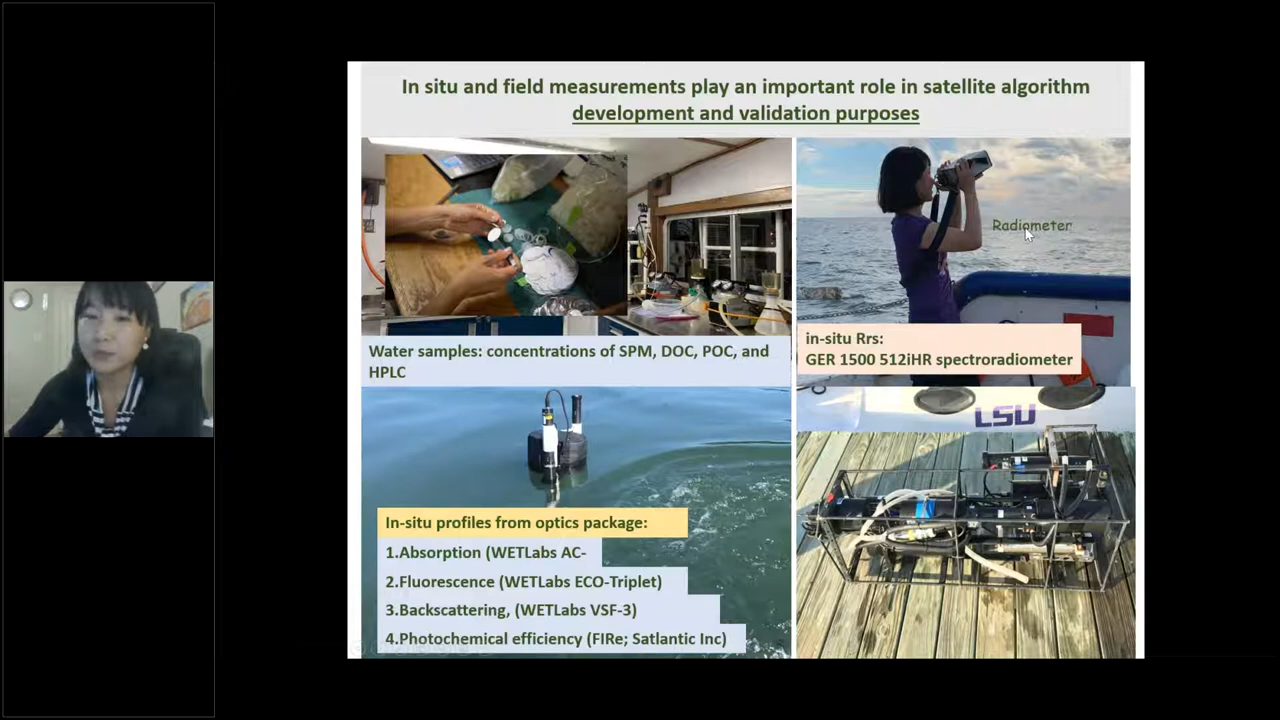 In situ and field measurements play an important role in satellite algorithm
development and validation purposes
Radiometer
Water samples: concentrations of SPM, DOC, POC, and
HPLC
in-situ Rrs:
GER 1500 512iHR spectroradiometer
LSU
In-situ profiles from optics package:
1.Absorption (WETLabs AC-
2.Fluorescence (WETLabs ECO-Triplet)
3.Backscattering, (WETLabs VSF-3)
4.Photochemical efficiency (FIRe; Satlantic Inc)